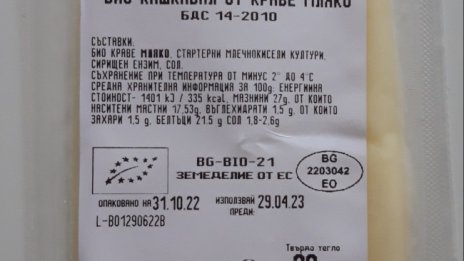 БИО КАШКАВАЛ ОТ КРАВЕ МЛЯКО
БДС 14-2010
СЪСТАВКИ:
БИО КРАВЕ МЛЯКО, СТАРТЕРНИ МЛЕЧНОКИСЕЛИ КУЛТУРИ,
СИРИЩЕН ЕНЗИМ, СОЛ.
СЪХРАНЕНИЕ ПРИ ТЕМПЕРАТУРА ОТ МИНУС 2° ДО 4°C
СРЕДНА ХРАНИТЕЛНА ИНФОРМАЦИЯ ЗА 100g: ЕНЕРГИЙНА
СТОЙНОСТ- 1401 kJ / 335 kcal, МАЗНИНИ 27g, ОТ КОИТО
НАСИТЕНИ МАСТНИ 17,53g, ВЪГЛЕХИДРАТИ 1,5 g, ОТ КОИТО
ЗАХАРИ 1,5 g, БЕЛТЪЦИ 21.5 g СОЛ 1,8-2,6g
BG-BIO-21
ЗЕМЕДЕЛИЕ ОТ ЕС
BG
2203042
EO
ОПАКОВАНО НА 31.10.22 ИЗПОЛЗВАЙ ПРЕДИ: 29.04.23
L-B01290622B
Твърмо тегло